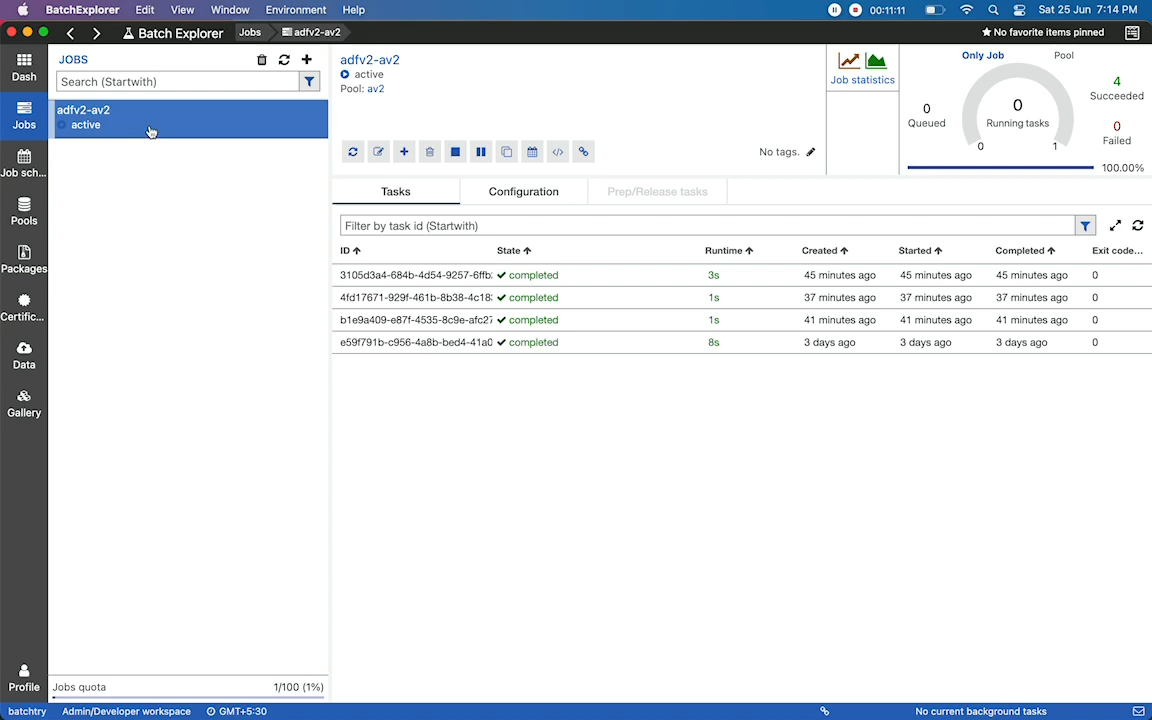 BatchExplorer Edit View Window Environment Help 00:11:11 Sat 25 Jun 7:14 PM
Batch Explorer Jobs adfv2-av2 No favorite items pinned
Dash
Jobs
Job sch...
Pools
Packages
Certific...
Data
Gallery
Profile
JOBS
Search (Startwith)
adfv2-av2
active
Jobs quota 1/100 (1%)
adfv2-av2
active
Pool: av2
No tags.
Job statistics
Only Job Pool
0
Queued
0
Running tasks
0 1
4
Succeeded
0
Failed
100.00%
Tasks Configuration Prep/Release tasks
Filter by task id (Startwith)
ID State Runtime Created Started Completed Exit code...
3105d3a4-684b-4d54-9257-6ffb completed 3s 45 minutes ago 45 minutes ago 45 minutes ago 0
4fd17671-929f-461b-8b38-4c18 completed 1s 37 minutes ago 37 minutes ago 37 minutes ago 0
b1e9a409-e87f-4535-8c9e-afc27 completed 1s 41 minutes ago 41 minutes ago 41 minutes ago 0
e59f791b-c956-4a8b-bed4-41a0 completed 8s 3 days ago 3 days ago 3 days ago 0
batchtry Admin/Developer workspace GMT+5:30 No current background tasks